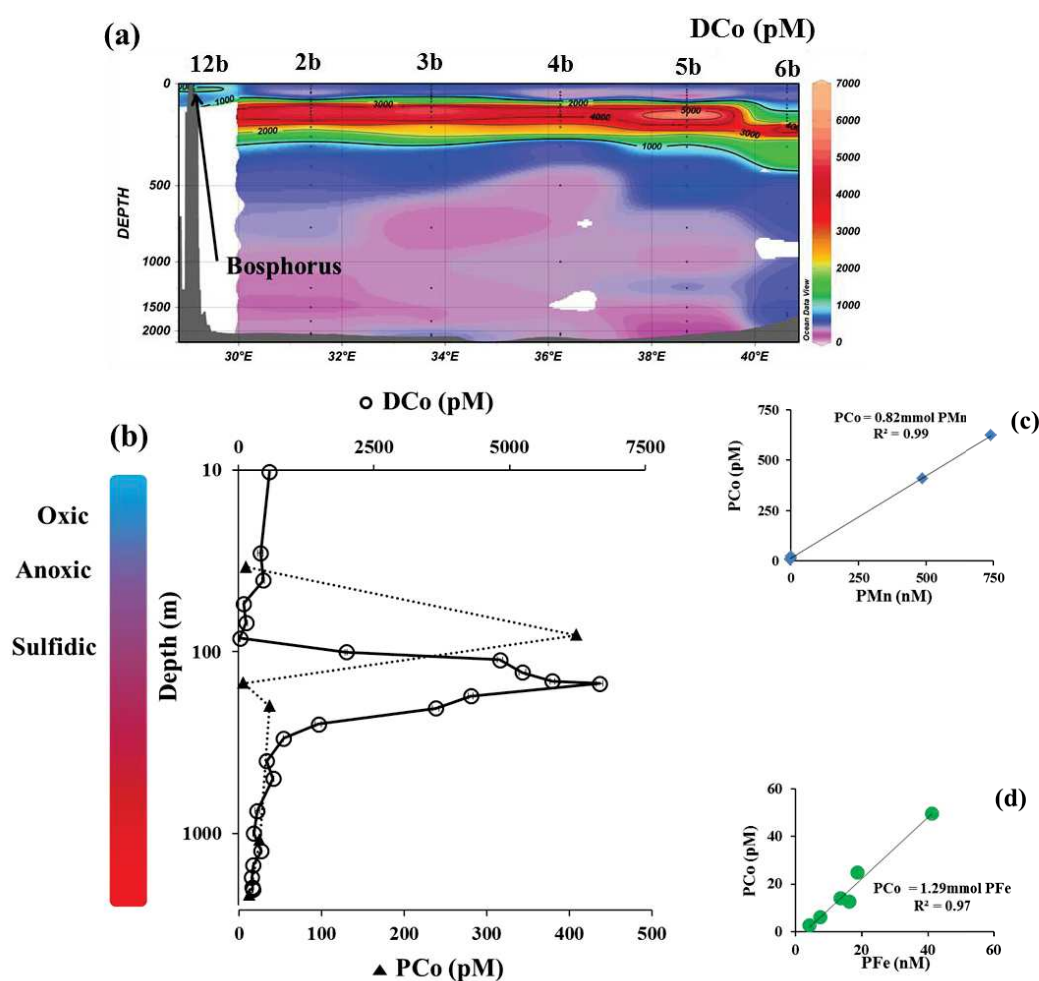 (a)
DCo (pM)
12b 2b 3b 4b 5b 6b
0
500
1000
1500
2000
DEPTH
1000
3000
2000
5000
4000
2000
3000
1000
Bosphorus
30°E 32°E 34°E 36°E 38°E 40°E
7000
6000
5000
4000
3000
2000
1000
0
Ocean Data View
DCo (pM)
(b)
0 2500 5000 7500
10
100
1000
Depth (m)
Oxic
Anoxic
Sulfidic
0 100 200 300 400 500
PCo (pM)
(c)
750
500
250
0
PCo (pM)
PCo = 0.82mmol PMn
R² = 0.99
0 250 500 750
PMn (nM)
(d)
60
40
20
0
PCo (pM)
PCo = 1.29mmol PFe
R² = 0.97
0 20 40 60
PFe (nM)